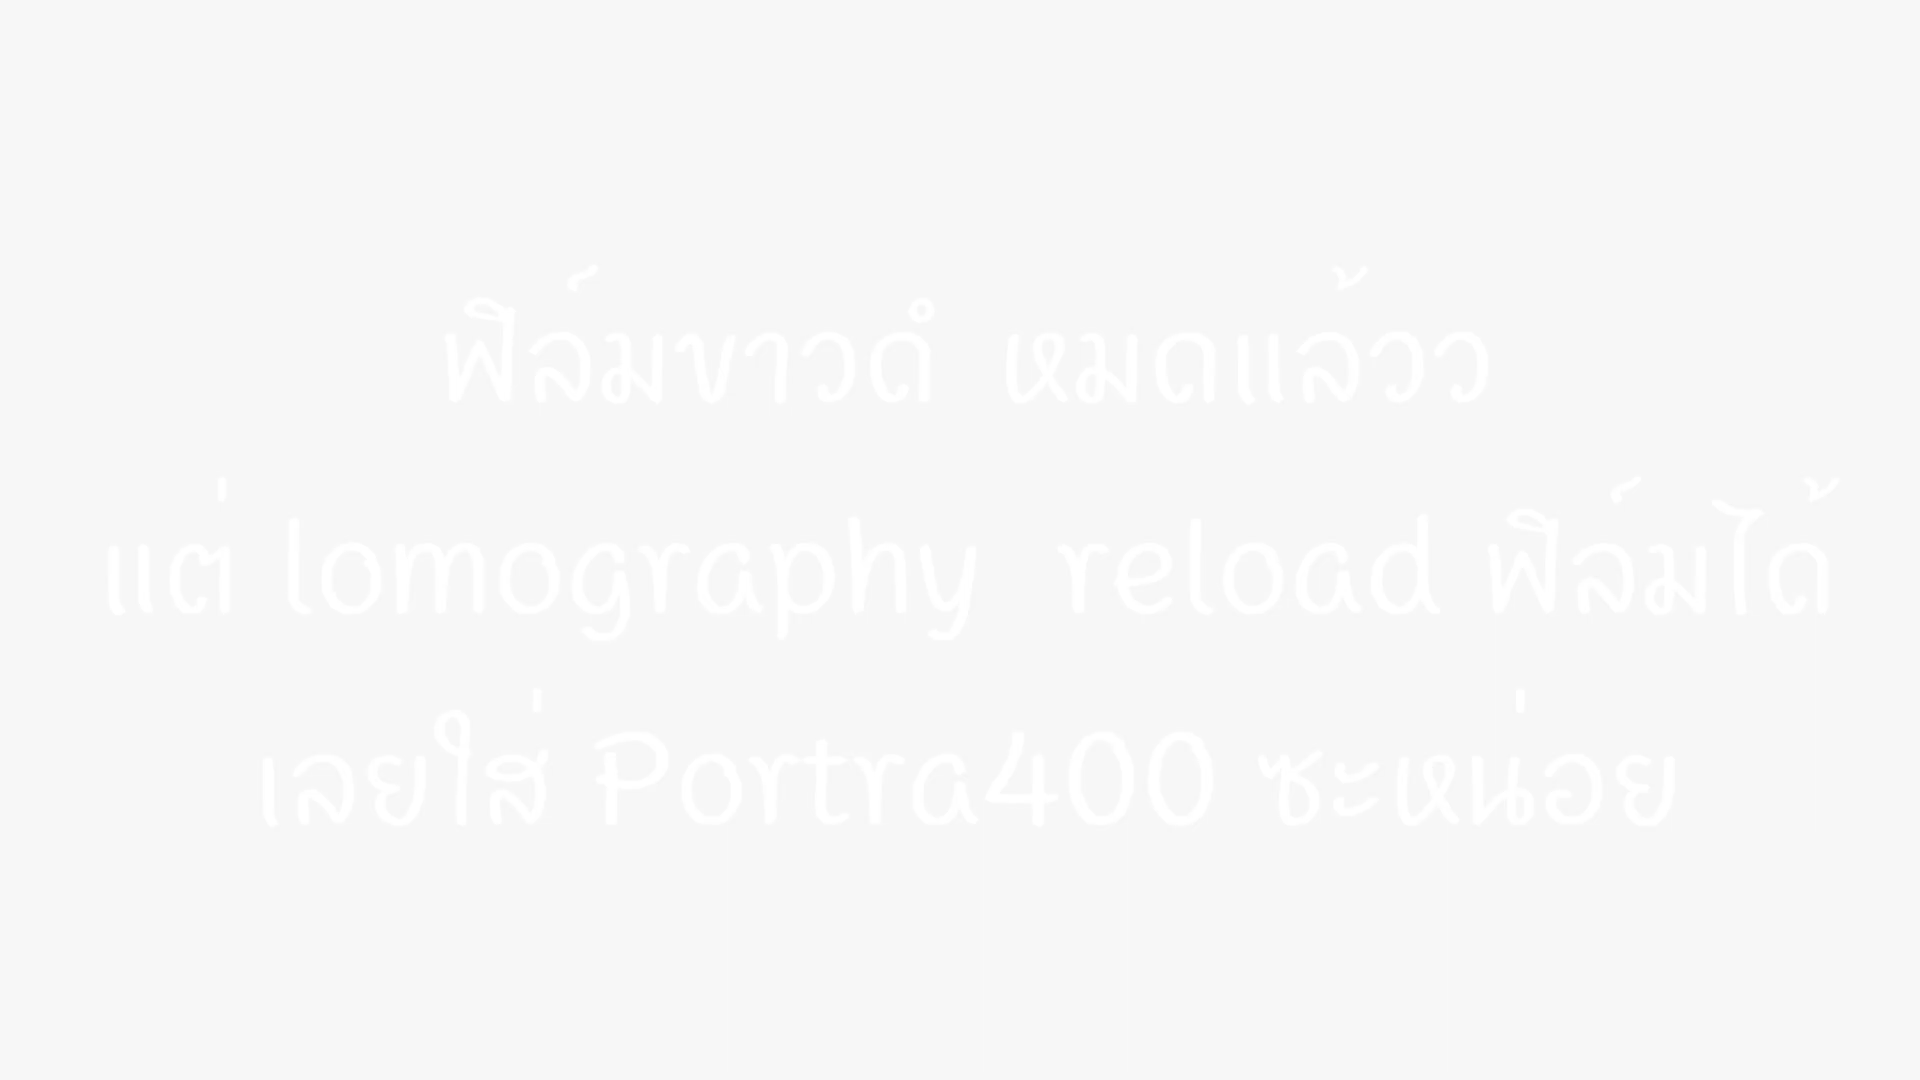 ฟิล์มขาวดํ หมดแล้วว
แต่ lomography reload ฟิล์มได้
เลยใส่ Portra400 ซะหน่อย